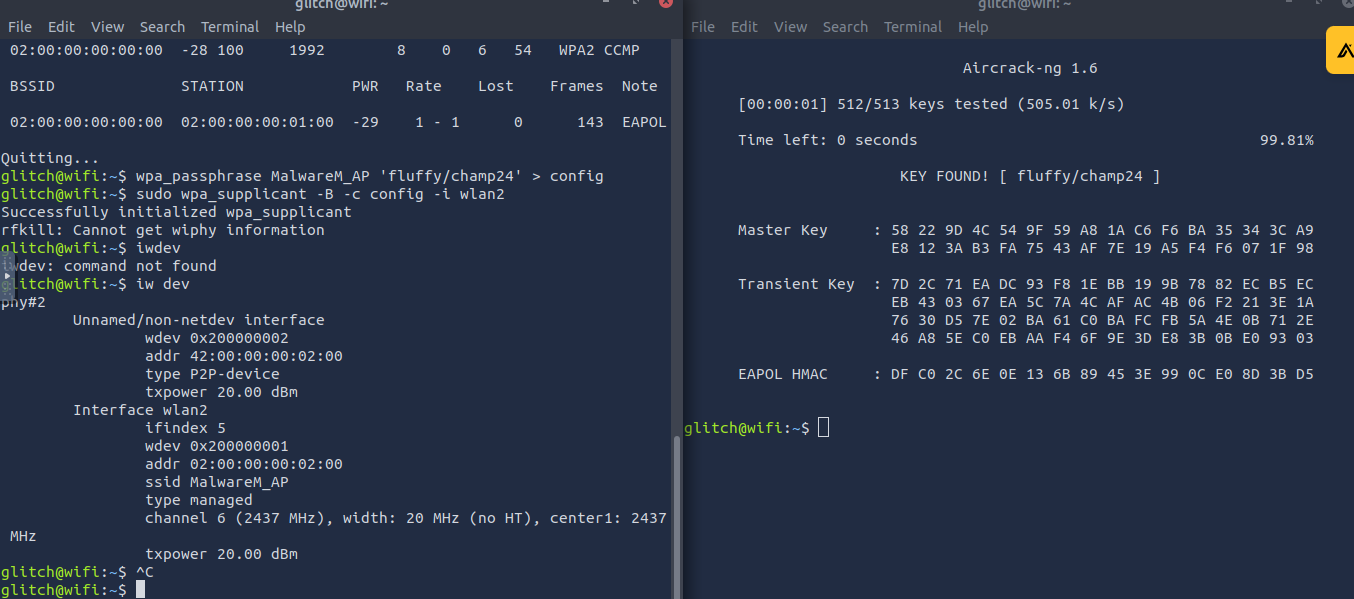 glitch@wifi: ~
File Edit View Search Terminal Help
02:00:00:00:00:00 -28 100 1992 8 0 6 54 WPA2 CCMP
BSSID STATION PWR Rate Lost Frames Note
02:00:00:00:00:00 02:00:00:00:01:00 -29 1 - 1 0 143 EAPOL
Quitting...
glitch@wifi:~$ wpa_passphrase MalwareM_AP 'fluffy/champ24' > config
glitch@wifi:~$ sudo wpa_supplicant -B -c config -i wlan2
Successfully initialized wpa_supplicant
rfkill: Cannot get wiphy information
glitch@wifi:~$ iwdev
iwdev: command not found
glitch@wifi:~$ iw dev
phy#2
Unnamed/non-netdev interface
wdev 0x200000002
addr 42:00:00:00:02:00
type P2P-device
txpower 20.00 dBm
Interface wlan2
ifindex 5
wdev 0x200000001
addr 02:00:00:00:02:00
ssid MalwareM_AP
type managed
channel 6 (2437 MHz), width: 20 MHz (no HT), center1: 2437
MHz
txpower 20.00 dBm
glitch@wifi:~$ ^C
glitch@wifi:~$
glitch@wifi: ~
File Edit View Search Terminal Help
Aircrack-ng 1.6
[00:00:01] 512/513 keys tested (505.01 k/s)
Time left: 0 seconds 99.81%
KEY FOUND! [ fluffy/champ24 ]
Master Key : 58 22 9D 4C 54 9F 59 A8 1A C6 F6 BA 35 34 3C A9
E8 12 3A B3 FA 75 43 AF 7E 19 A5 F4 F6 07 1F 98
Transient Key : 7D 2C 71 EA DC 93 F8 1E BB 19 9B 78 82 EC B5 EC
EB 43 03 67 EA 5C 7A 4C AF AC 4B 06 F2 21 3E 1A
76 30 D5 7E 02 BA 61 C0 BA FC FB 5A 4E 0B 71 2E
46 A8 5E C0 EB AA F4 6F 9E 3D E8 3B 0B E0 93 03
EAPOL HMAC : DF C0 2C 6E 0E 13 6B 89 45 3E 99 0C E0 8D 3B D5
glitch@wifi:~$